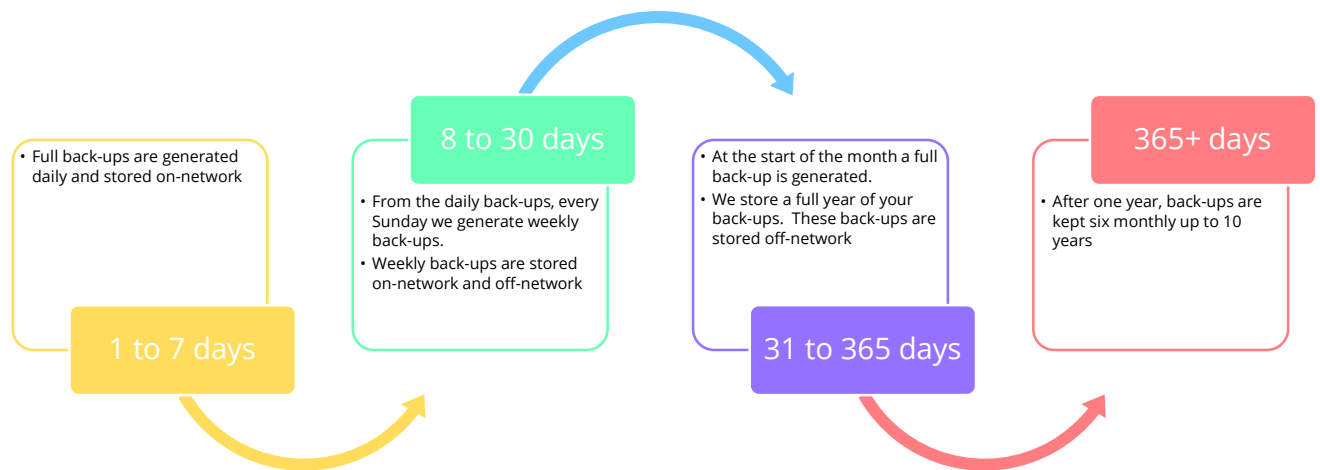 • Full back-ups are generated
daily and stored on-network
1 to 7 days
8 to 30 days
• From the daily back-ups, every
Sunday we generate weekly
back-ups.
• Weekly back-ups are stored
on-network and off-network
• At the start of the month a full
back-up is generated.
• We store a full year of your
back-ups.  These back-ups are
stored off-network
31 to 365 days
365+ days
• After one year, back-ups are
kept six monthly up to 10
years